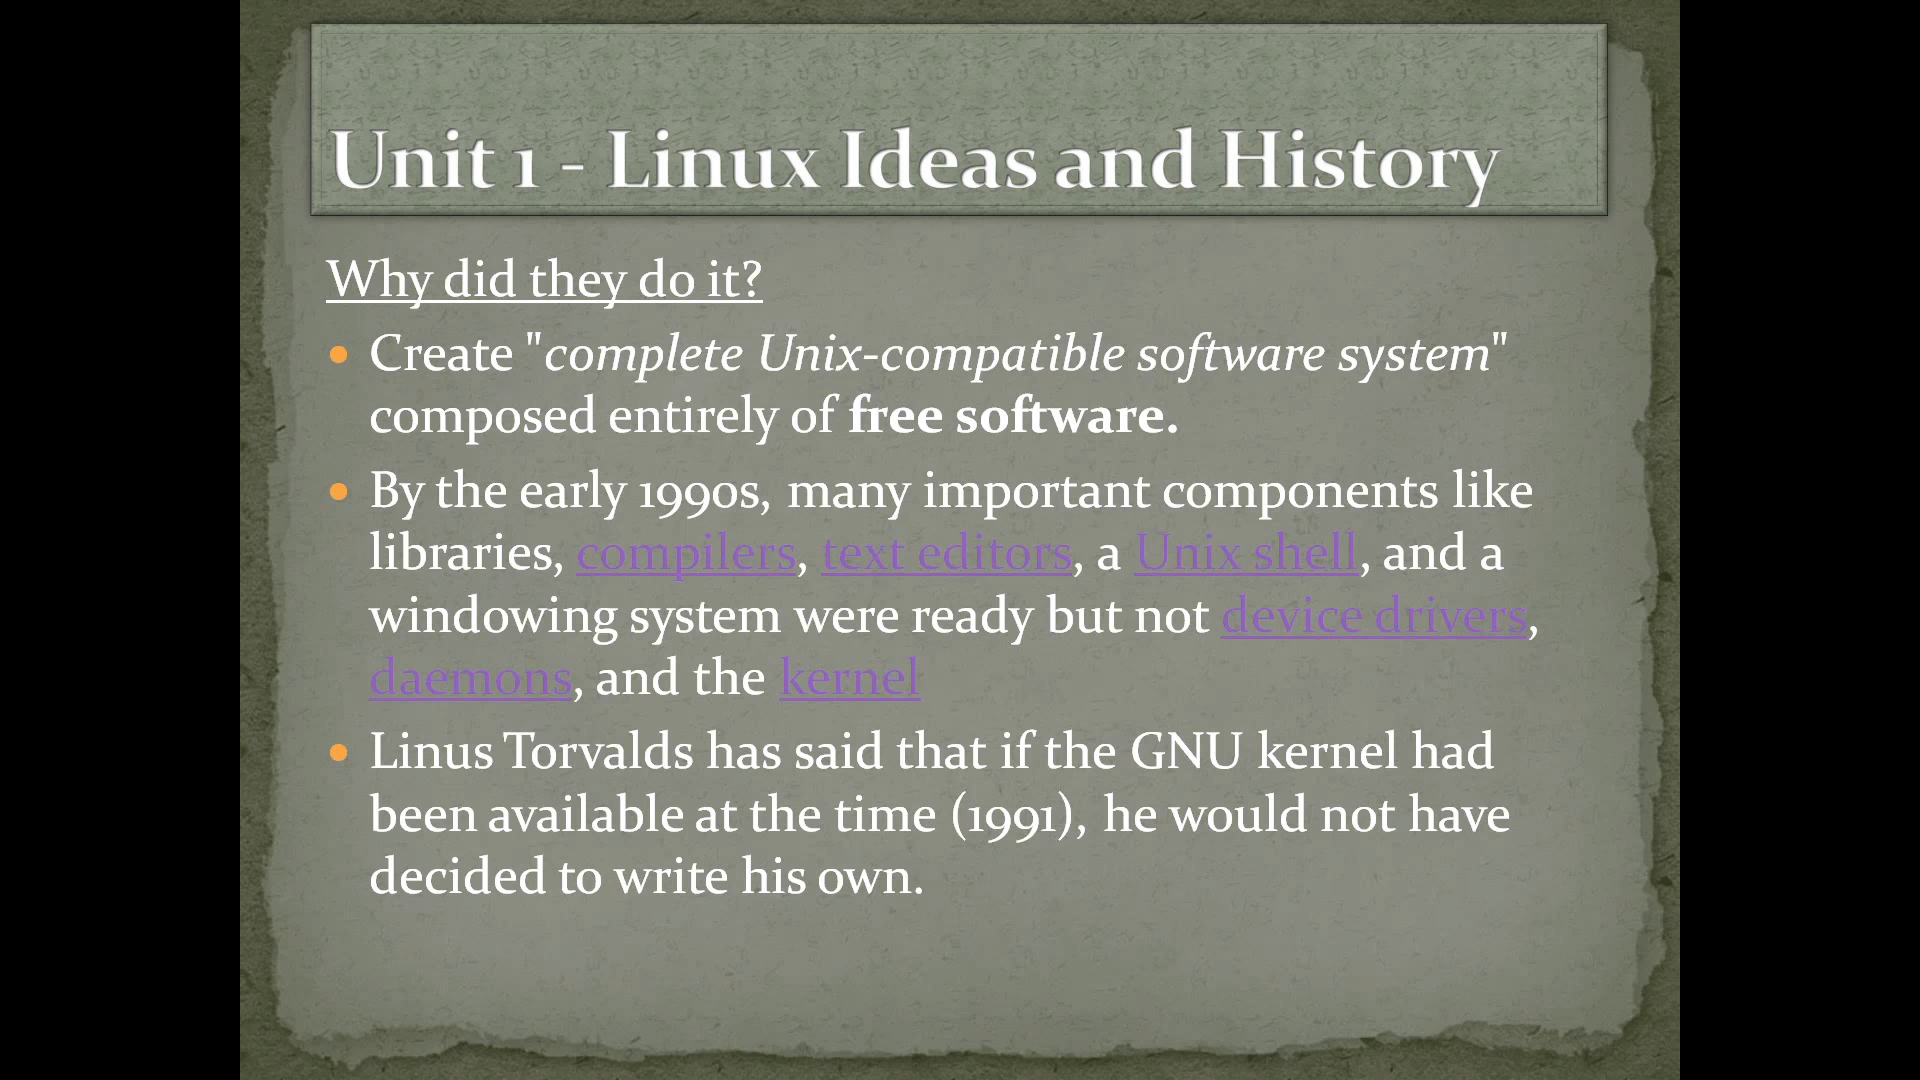 Unit 1 - Linux Ideas and History
Why did they do it?
• Create "complete Unix-compatible software system"
composed entirely of free software.
• By the early 1990s, many important components like
libraries, compilers, text editors, a Unix shell, and a
windowing system were ready but not device drivers,
daemons, and the kernel
• Linus Torvalds has said that if the GNU kernel had
been available at the time (1991), he would not have
decided to write his own.